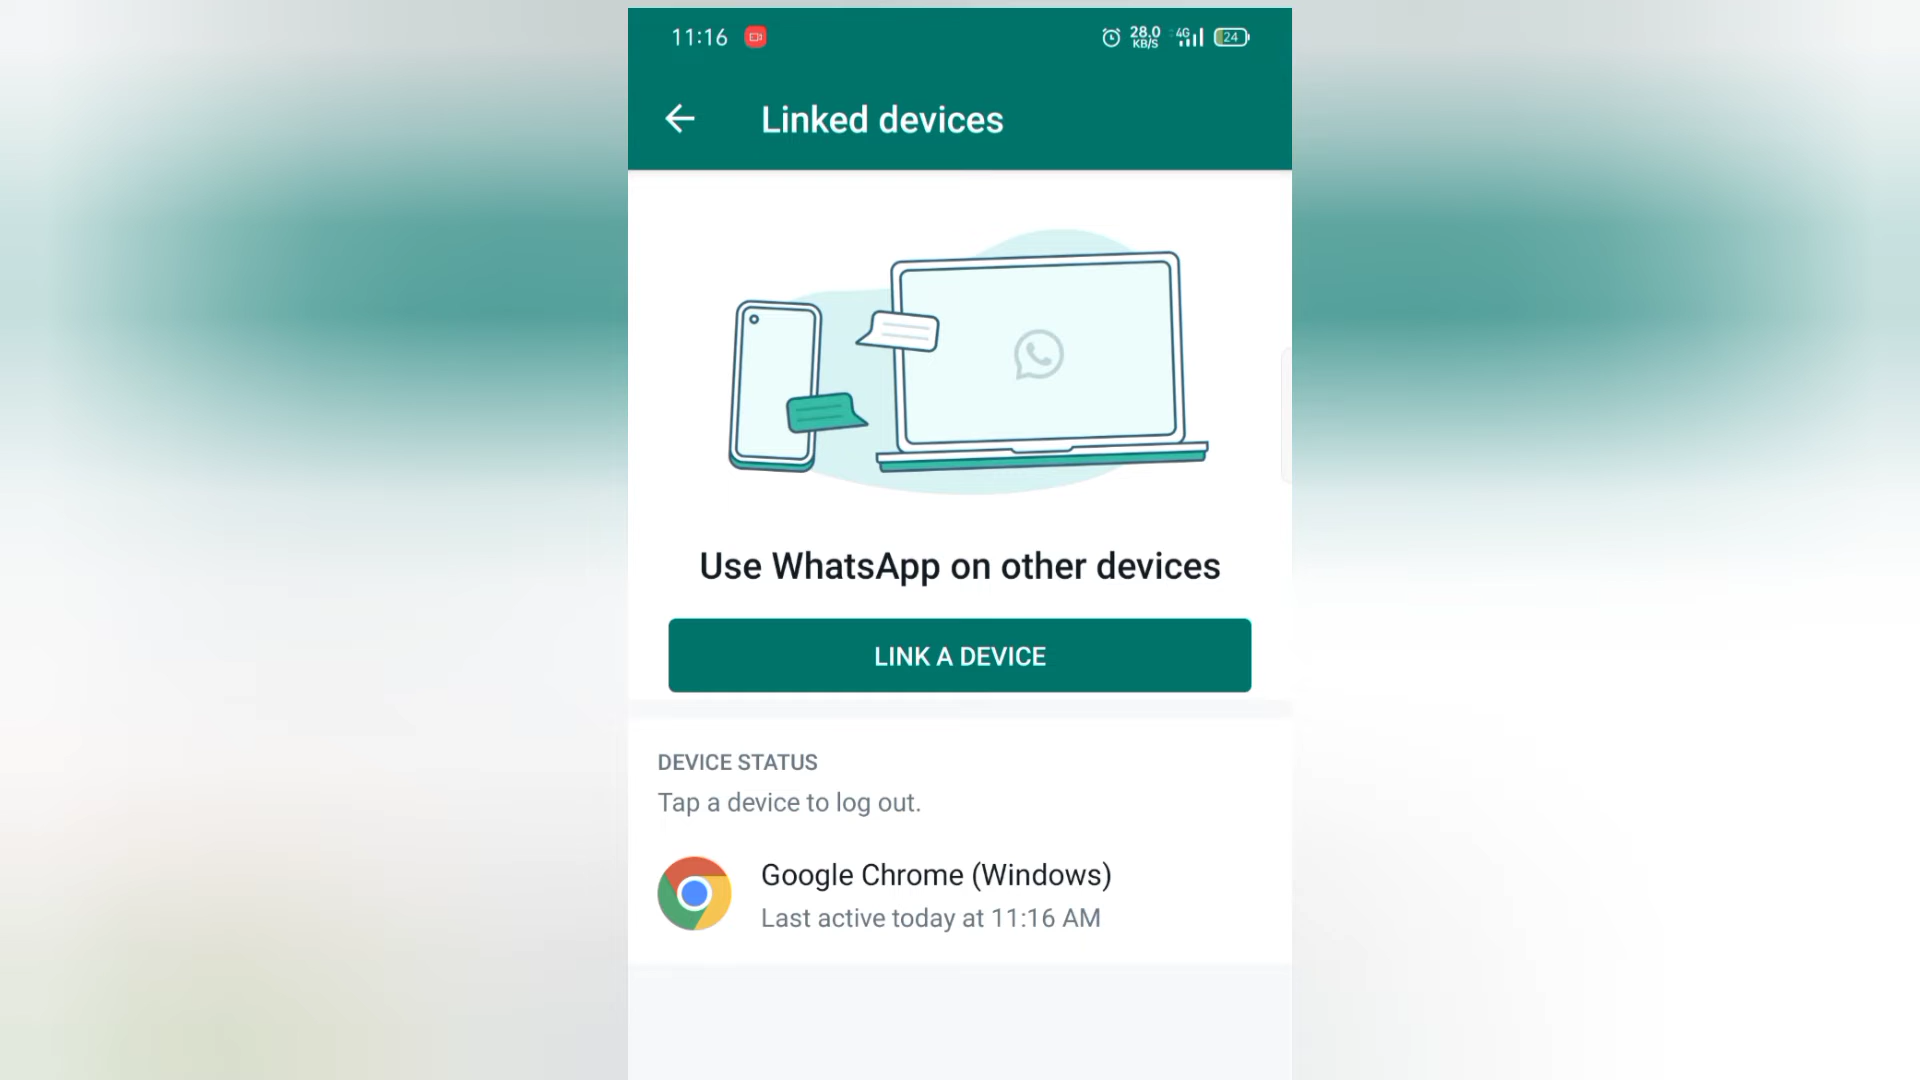 11:16 28.0 KB/S 4G 24
Linked devices
Use WhatsApp on other devices
LINK A DEVICE
DEVICE STATUS
Tap a device to log out.
Google Chrome (Windows)
Last active today at 11:16 AM